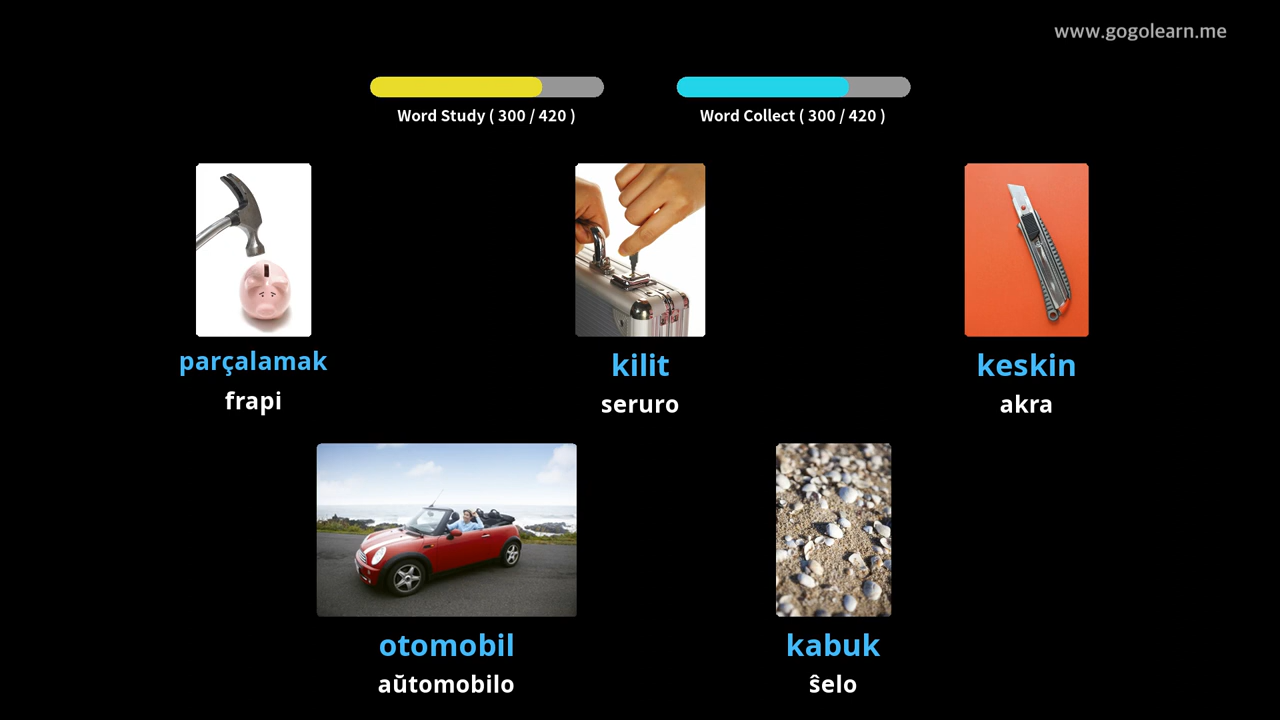 www.gogolearn.me
Word Study ( 300 / 420 )
Word Collect ( 300 / 420 )
parçalamak
frapi
kilit
seruro
keskin
akra
otomobil
aŭtomobilo
kabuk
ŝelo